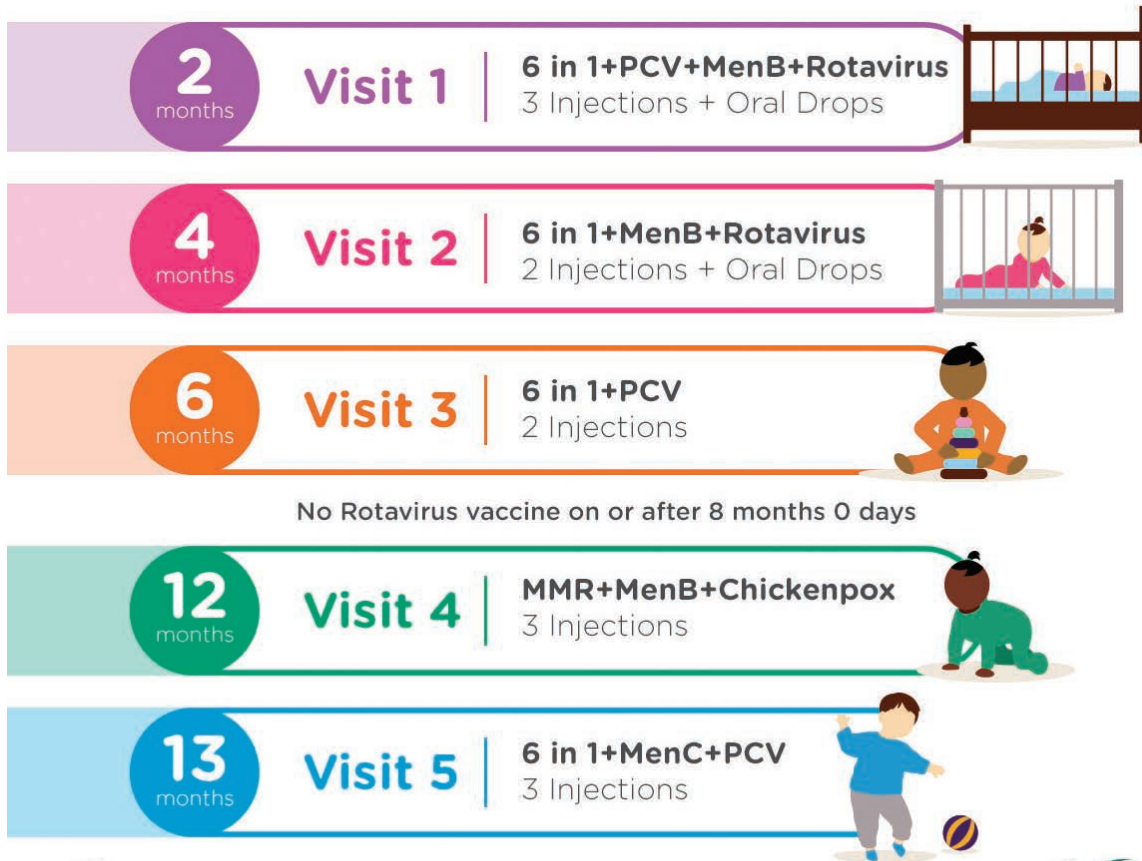 2
months
Visit 1
6 in 1+PCV+MenB+Rotavirus
3 Injections + Oral Drops
4
months
Visit 2
6 in 1+MenB+Rotavirus
2 Injections + Oral Drops
6
months
Visit 3
6 in 1+PCV
2 Injections
No Rotavirus vaccine on or after 8 months 0 days
12
months
Visit 4
MMR+MenB+Chickenpox
3 Injections
13
months
Visit 5
6 in 1+MenC+PCV
3 Injections